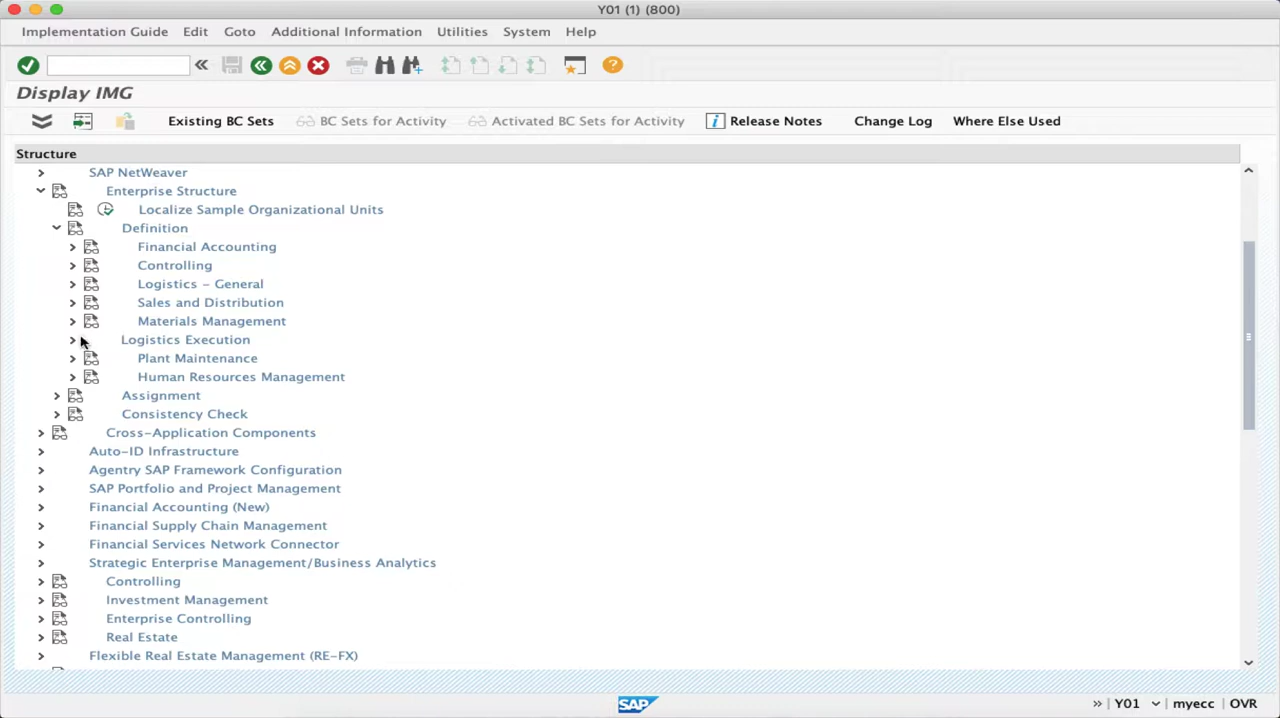 Y01 (1) (800)
Implementation Guide Edit Goto Additional Information Utilities System Help
Display IMG
Existing BC Sets BC Sets for Activity Activated BC Sets for Activity Release Notes Change Log Where Else Used
Structure
SAP NetWeaver
Enterprise Structure
Localize Sample Organizational Units
Definition
Financial Accounting
Controlling
Logistics - General
Sales and Distribution
Materials Management
Logistics Execution
Plant Maintenance
Human Resources Management
Assignment
Consistency Check
Cross-Application Components
Auto-ID Infrastructure
Agentry SAP Framework Configuration
SAP Portfolio and Project Management
Financial Accounting (New)
Financial Supply Chain Management
Financial Services Network Connector
Strategic Enterprise Management/Business Analytics
Controlling
Investment Management
Enterprise Controlling
Real Estate
Flexible Real Estate Management (RE-FX)
SAP Y01 myecc OVR